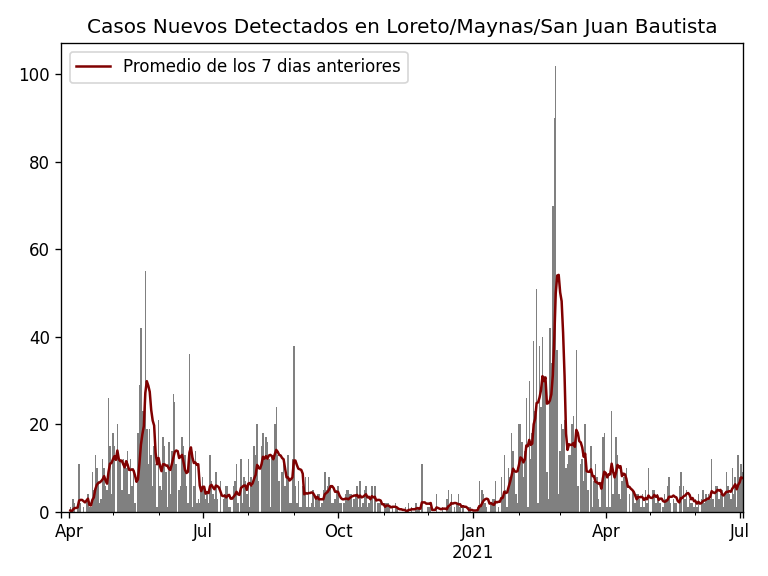 Casos Nuevos Detectados en Loreto/Maynas/San Juan Bautista
Promedio de los 7 dias anteriores
100
80
60
40
20
0
Apr Jul Oct Jan Apr Jul
2021